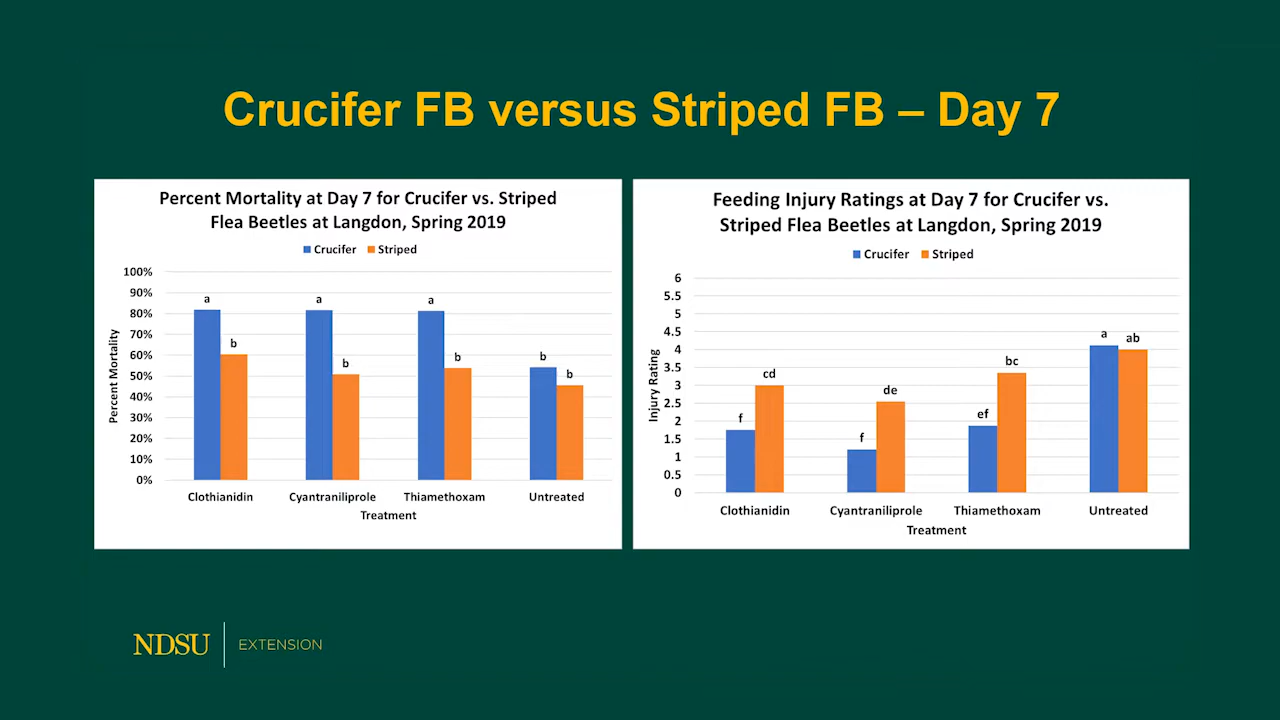 Crucifer FB versus Striped FB – Day 7
Percent Mortality at Day 7 for Crucifer vs. Striped
Flea Beetles at Langdon, Spring 2019
Crucifer Striped
100%
90%
80%
70%
60%
50%
40%
30%
20%
10%
0%
Percent Mortality
a
b
a
b
a
b
b
b
Clothianidin Cyantraniliprole Thiamethoxam Untreated
Treatment
Feeding Injury Ratings at Day 7 for Crucifer vs.
Striped Flea Beetles at Langdon, Spring 2019
Crucifer Striped
6
5.5
5
4.5
4
3.5
3
2.5
2
1.5
1
0.5
0
Injury Rating
f
cd
f
de
ef
bc
a
ab
Clothianidin Cyantraniliprole Thiamethoxam Untreated
Treatment
NDSU EXTENSION